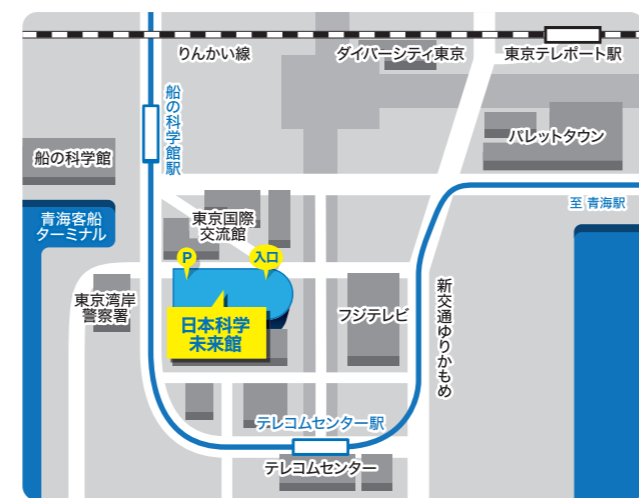 りんかい線
ダイバーシティ東京
東京テレポート駅
船の科学館駅
パレットタウン
船の科学館
至 青海駅
青海客船
ターミナル
東京国際
交流館
P
入口
東京湾岸
警察署
フジテレビ
新交通ゆりかもめ
日本科学
未来館
テレコムセンター駅
テレコムセンター